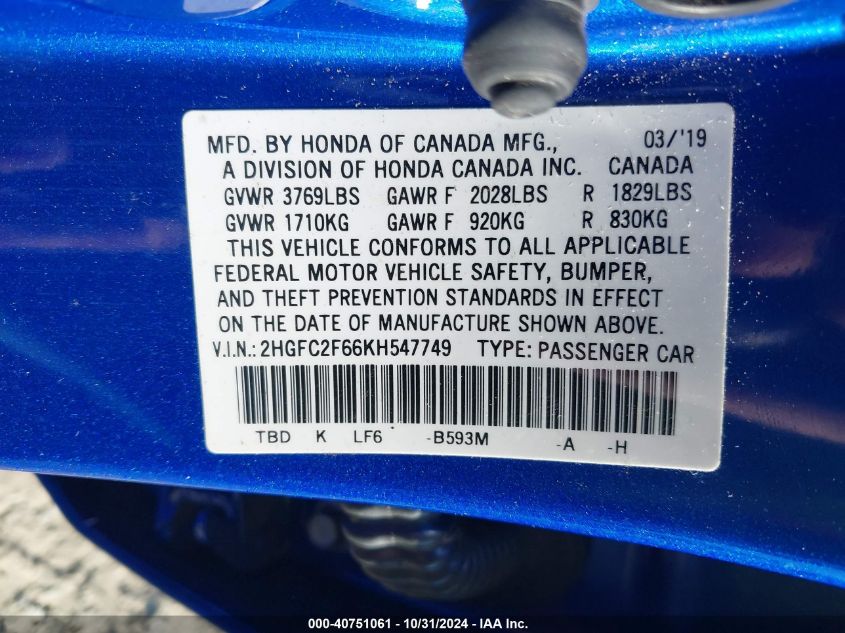 MFD. BY HONDA OF CANADA MFG., 03/'19
A DIVISION OF HONDA CANADA INC. CANADA
GVWR 3769LBS GAWR F 2028LBS R 1829LBS
GVWR 1710KG GAWR F 920KG R 830KG
THIS VEHICLE CONFORMS TO ALL APPLICABLE
FEDERAL MOTOR VEHICLE SAFETY, BUMPER,
AND THEFT PREVENTION STANDARDS IN EFFECT
ON THE DATE OF MANUFACTURE SHOWN ABOVE.
V.I.N.: 2HGFC2F66KH547749 TYPE: PASSENGER CAR
TBD K LF6 -B593M -A -H
000-40751061 - 10/31/2024 - IAA Inc.